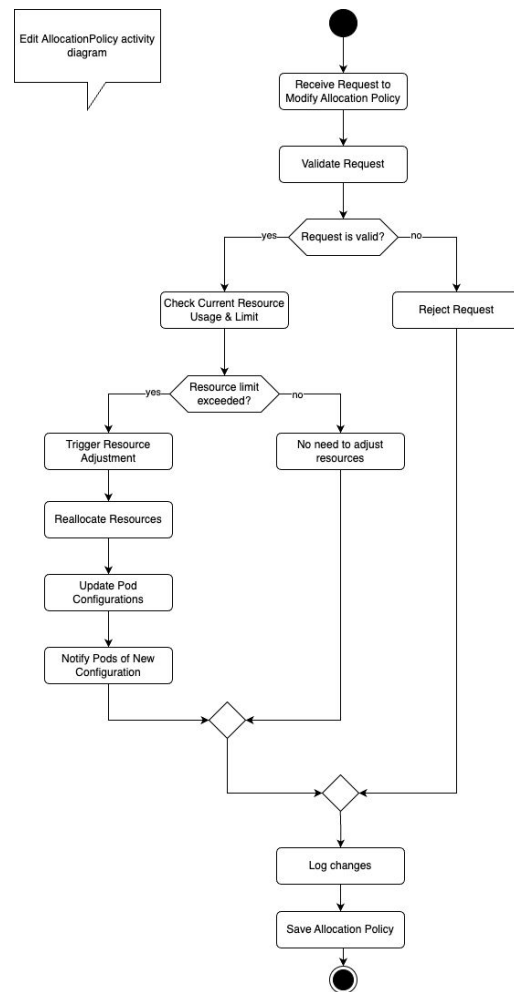 Edit AllocationPolicy activity
diagram
Receive Request to
Modify Allocation Policy
Validate Request
yes
Request is valid?
no
Check Current Resource
Usage & Limit
Reject Request
yes
Resource limit
exceeded?
no
Trigger Resource
Adjustment
No need to adjust
resources
Reallocate Resources
Update Pod
Configurations
Notify Pods of New
Configuration
Log changes
Save Allocation Policy